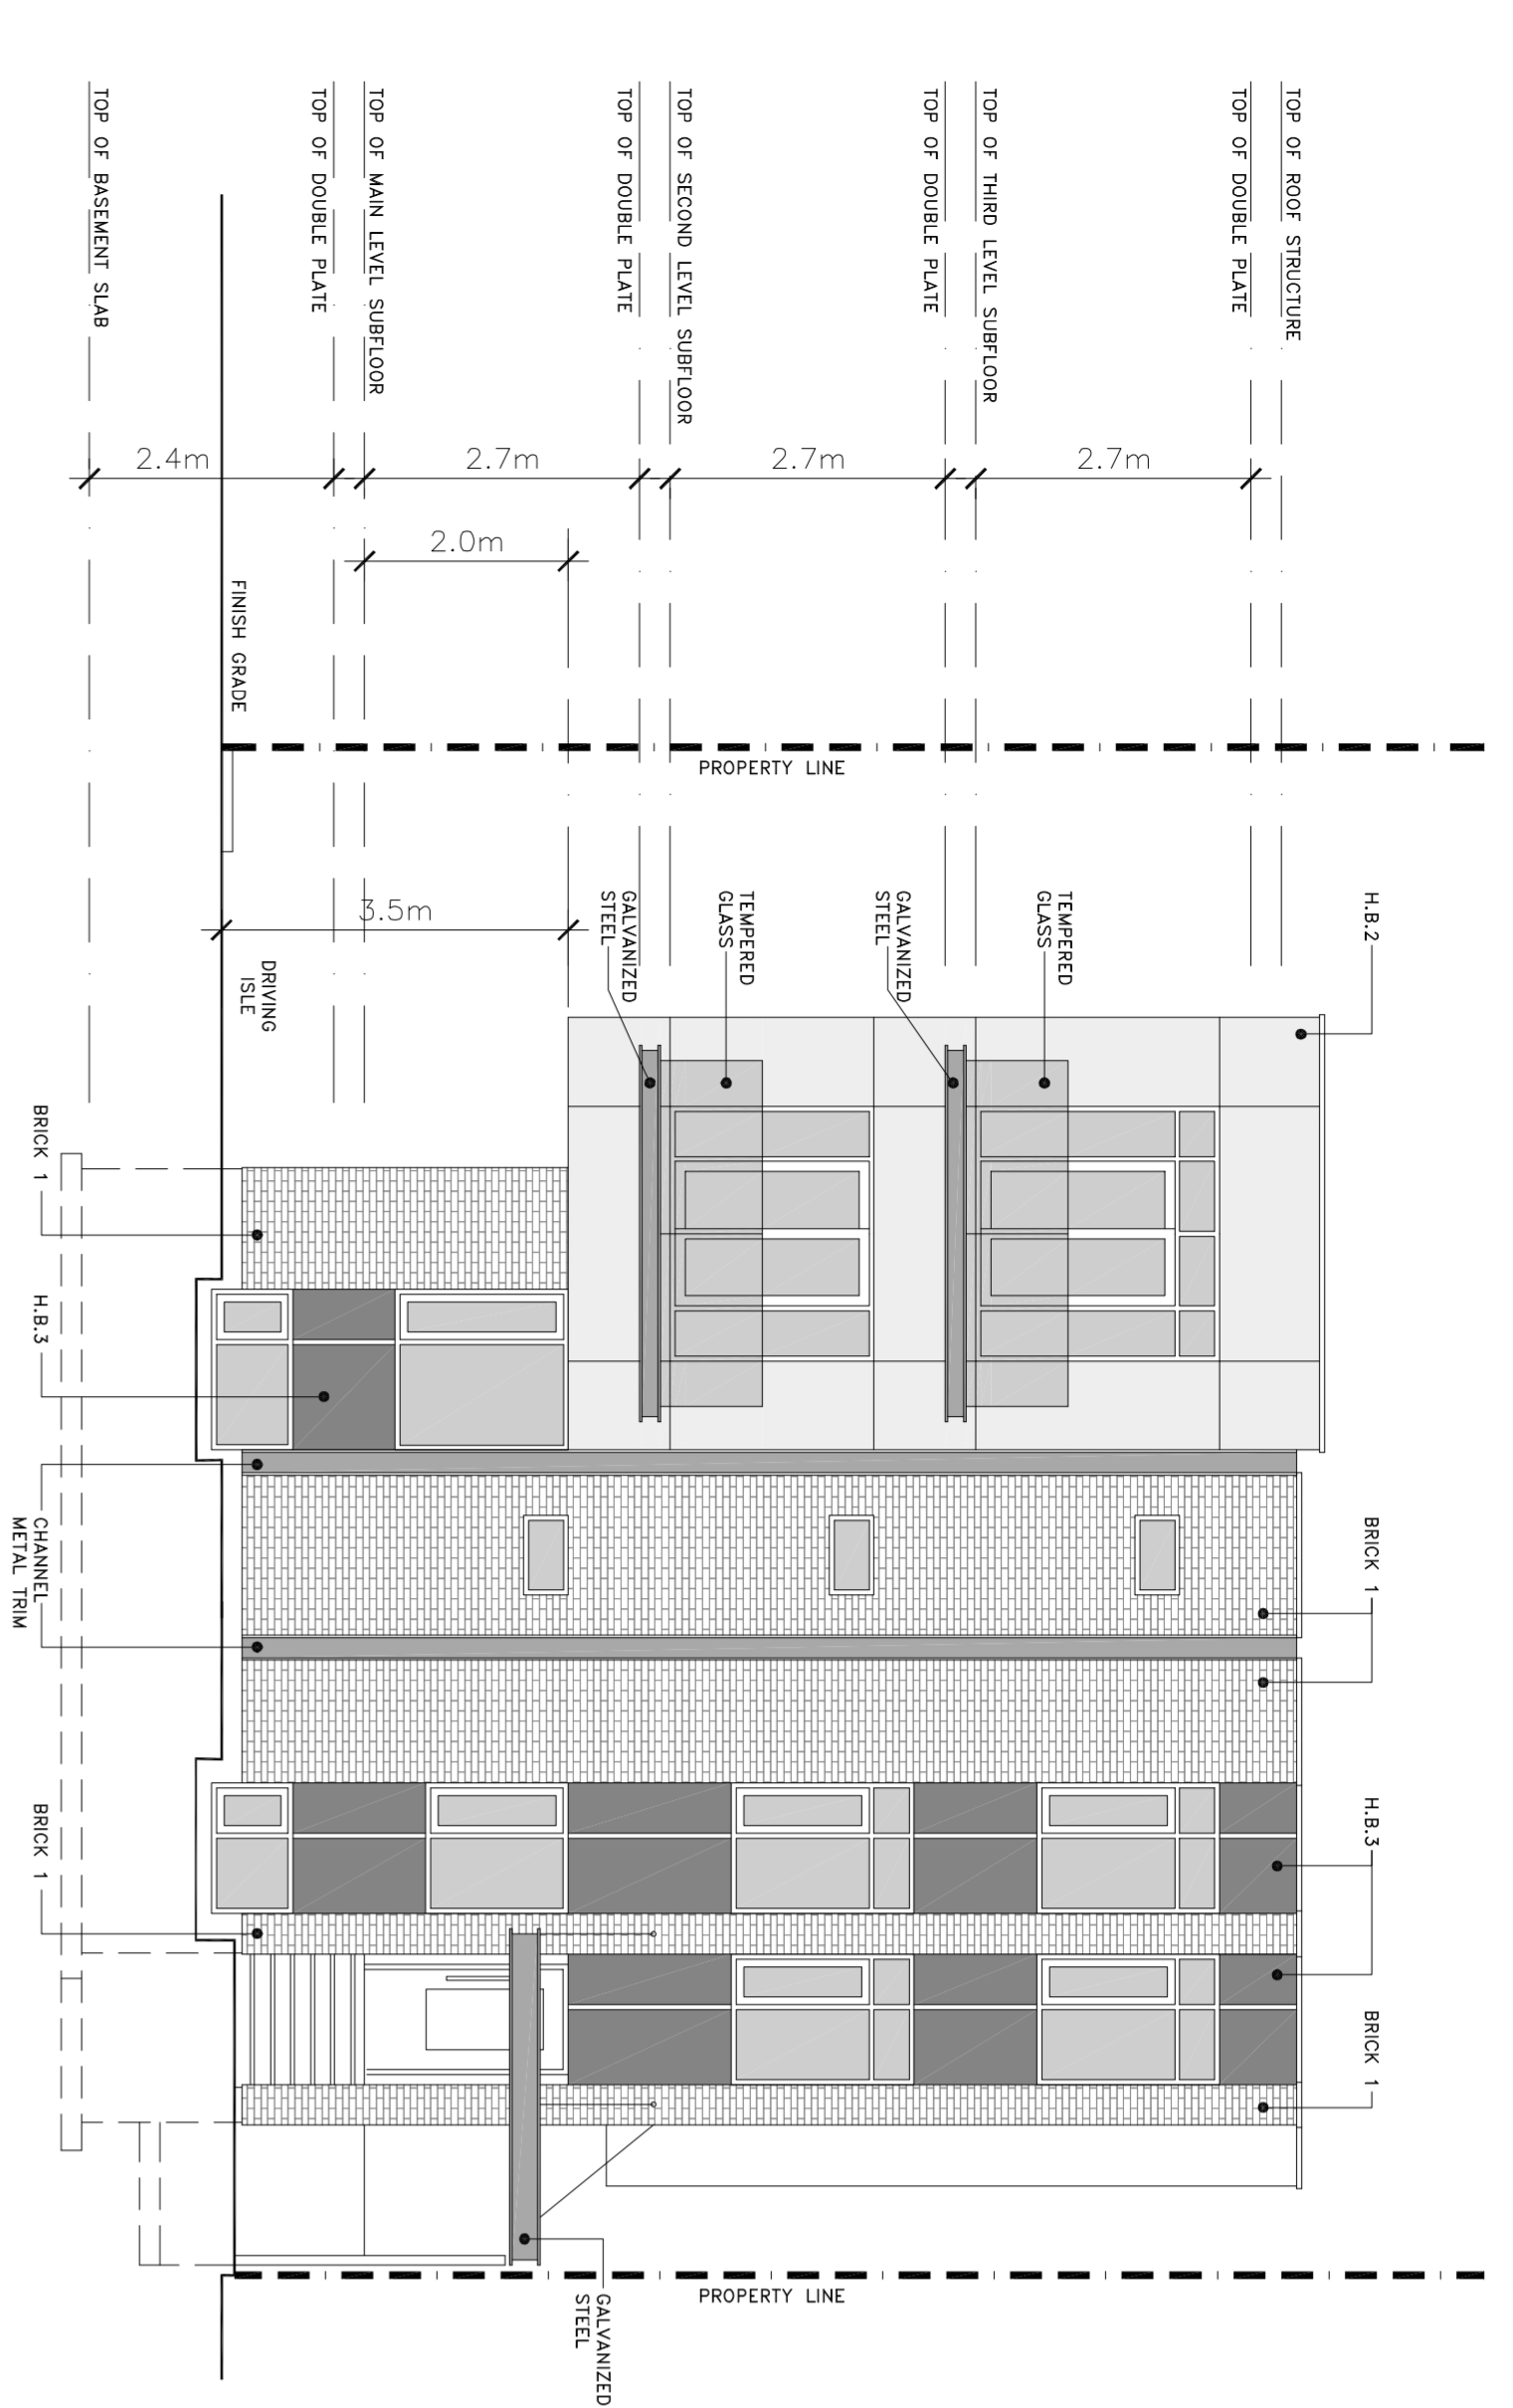 TOP OF ROOF STRUCTURE
TOP OF DOUBLE PLATE
TOP OF THIRD LEVEL SUBFLOOR
TOP OF DOUBLE PLATE
TOP OF SECOND LEVEL SUBFLOOR
TOP OF DOUBLE PLATE
TOP OF MAIN LEVEL SUBFLOOR
TOP OF DOUBLE PLATE
TOP OF BASEMENT SLAB
2.7m
2.7m
2.7m
2.4m
2.0m
FINISH GRADE
PROPERTY LINE
3.5m
DRIVING
ISLE
H.B.2
TEMPERED
GLASS
GALVANIZED
STEEL
TEMPERED
GLASS
GALVANIZED
STEEL
BRICK 1
H.B.3
BRICK 1
CHANNEL
METAL TRIM
H.B.3
BRICK 1
BRICK 1
GALVANIZED
STEEL
PROPERTY LINE